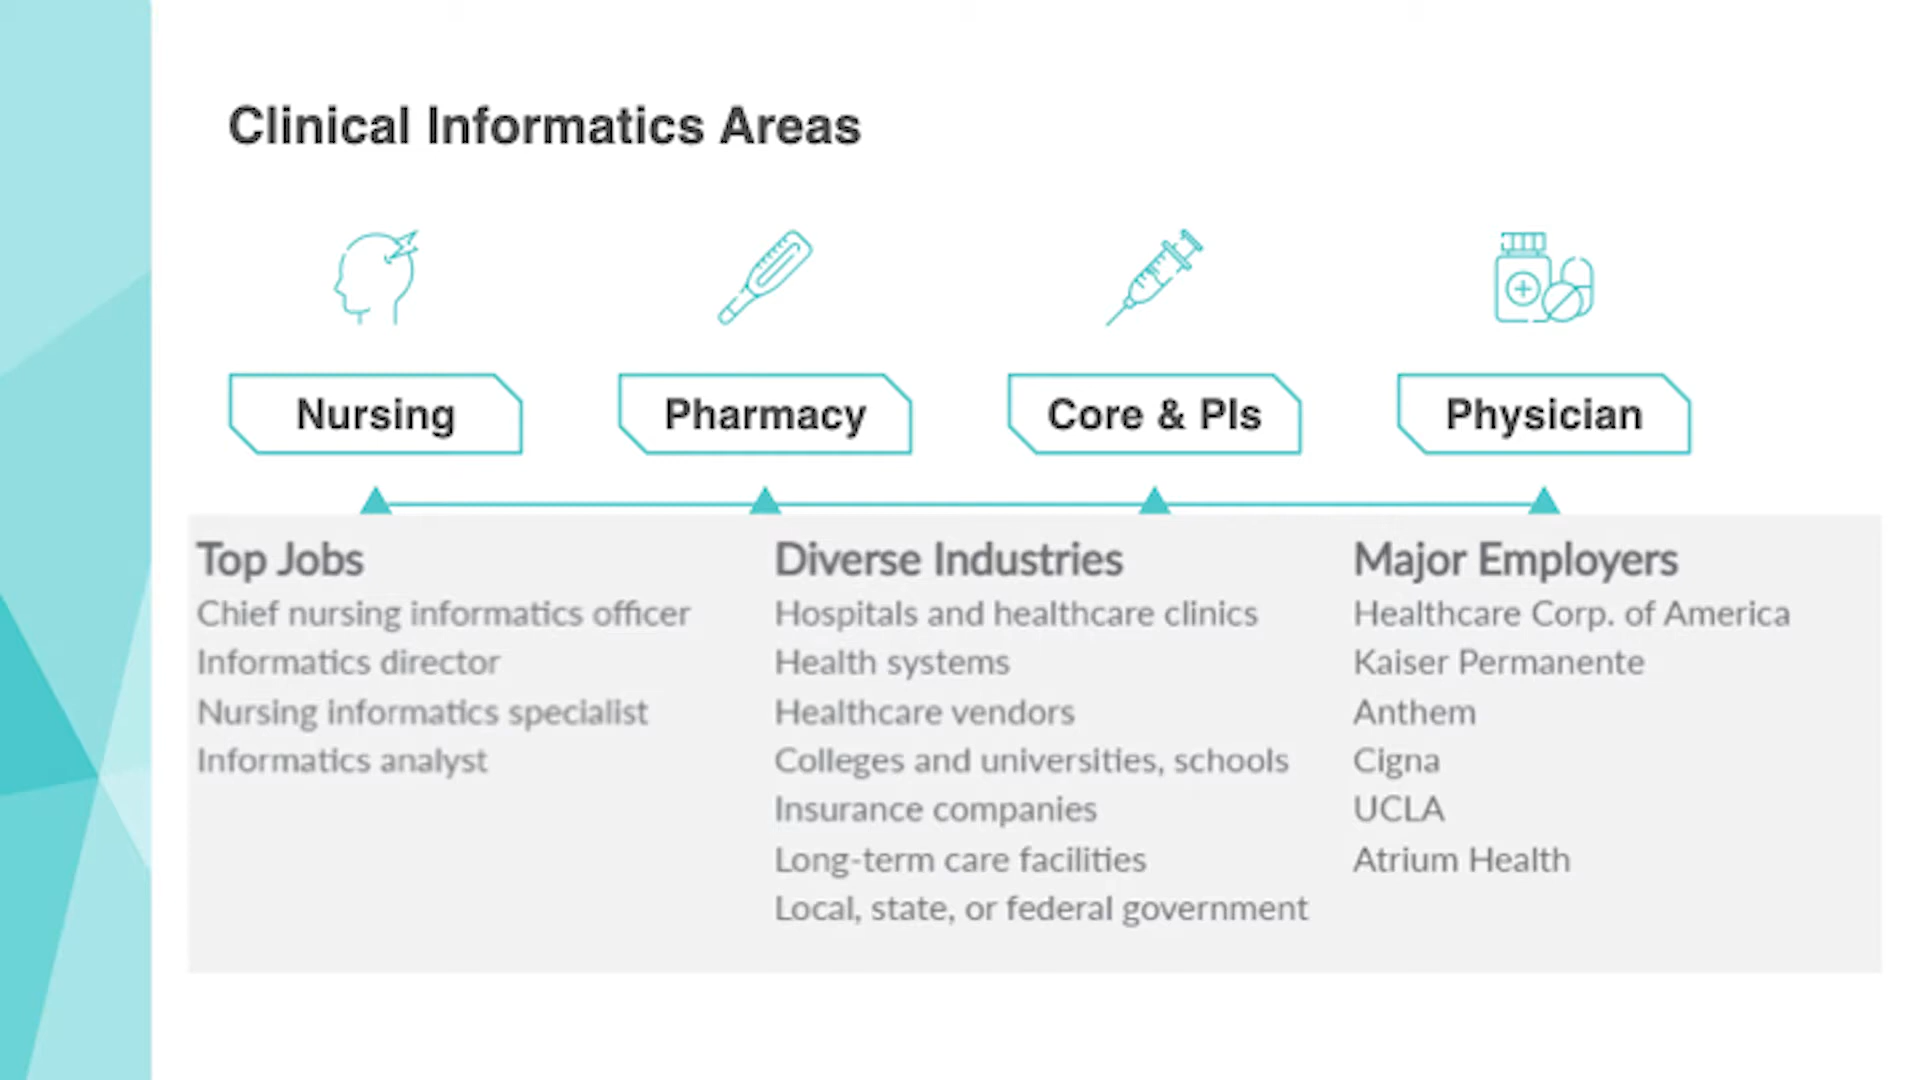 Clinical Informatics Areas
Nursing
Pharmacy
Core & PIs
Physician
Top Jobs
Chief nursing informatics officer
Informatics director
Nursing informatics specialist
Informatics analyst
Diverse Industries
Hospitals and healthcare clinics
Health systems
Healthcare vendors
Colleges and universities, schools
Insurance companies
Long-term care facilities
Local, state, or federal government
Major Employers
Healthcare Corp. of America
Kaiser Permanente
Anthem
Cigna
UCLA
Atrium Health